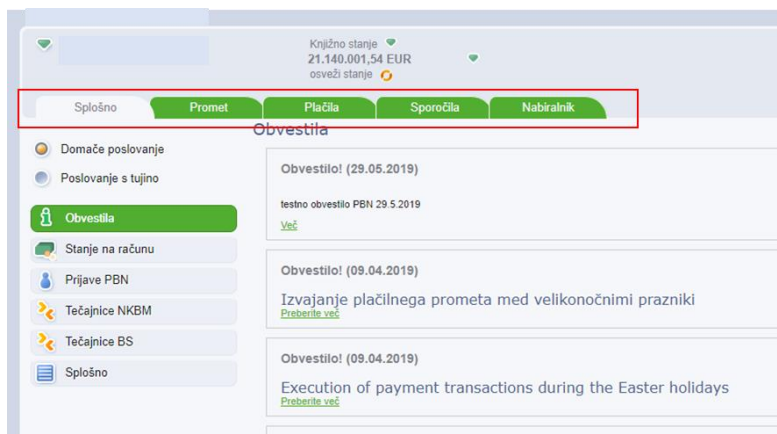 Knjižno stanje
21.140.001,54 EUR
osveži stanje
Splošno
Promet
Plačila
Sporočila
Nabiralnik
Domače poslovanje
Poslovanje s tujino
Obvestila
Stanje na računu
Prijave PBN
Tečajnice NKBM
Tečajnice BS
Splošno
Obvestila
Obvestilo! (29.05.2019)
testno obvestilo PBN 29.5.2019
Več
Obvestilo! (09.04.2019)
Izvajanje plačilnega prometa med velikonočnimi prazniki
Preberite več
Obvestilo! (09.04.2019)
Execution of payment transactions during the Easter holidays
Preberite več